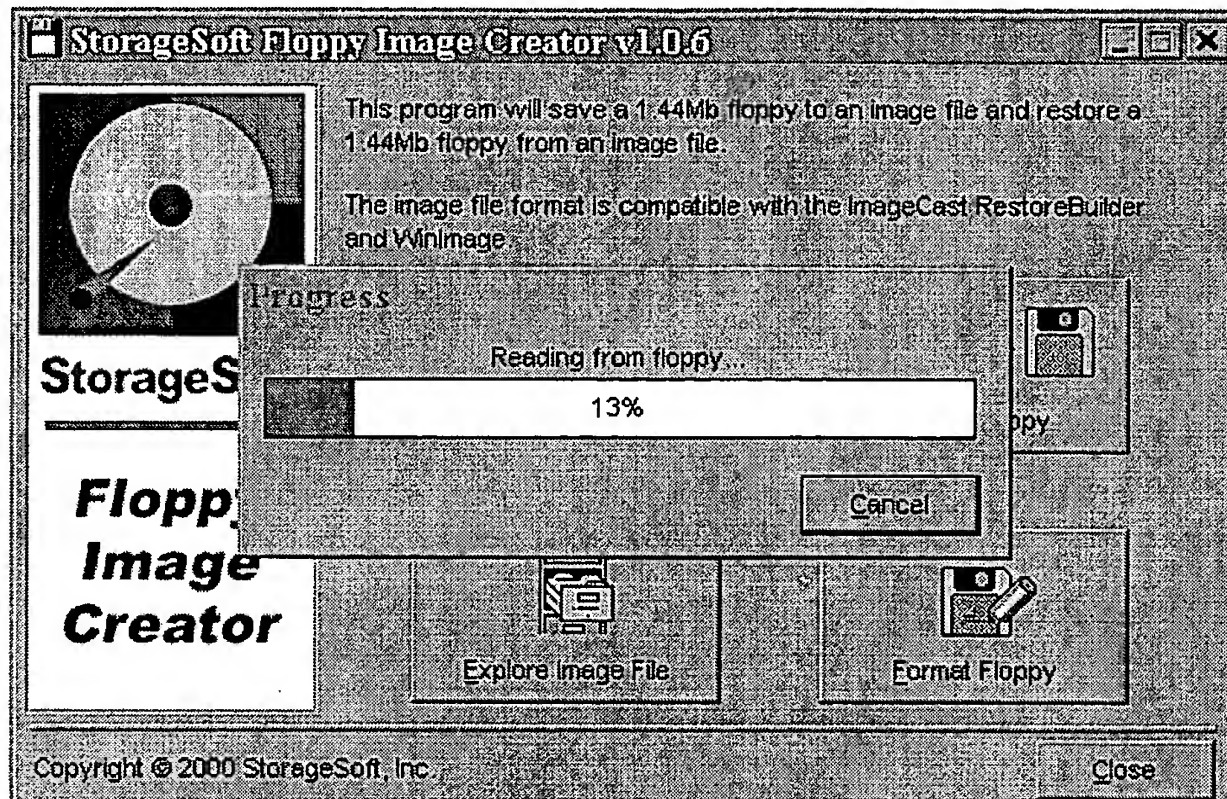 StorageSoft Floppy Image Creator v1.0.6
This program will save a 1.44Mb floppy to an image file and restore a
1.44Mb floppy from an image file.
The image file format is compatible with the ImageCast RestoreBuilder
and WinImage.
StorageS
Flopp
Image
Creator
Progress
Reading from floppy...
13%
Cancel
ppy
Explore Image File
Format Floppy
Copyright © 2000 StorageSoft, Inc.
Close